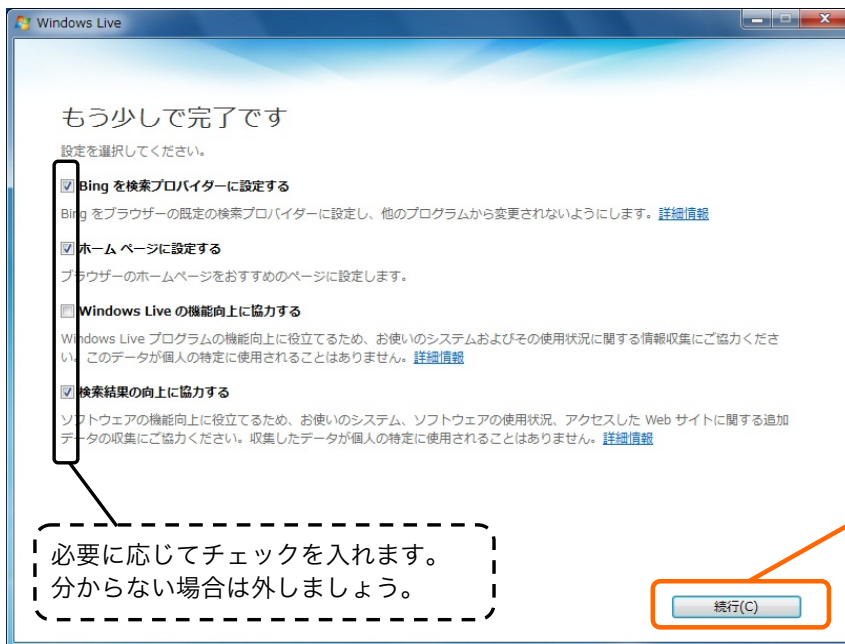 Windows Live
もう少しで完了です
設定を選択してください。
Bing を検索プロバイダーに設定する
Bing をブラウザーの既定の検索プロバイダーに設定し、他のプログラムから変更されないようにします。詳細情報
ホーム ページに設定する
ブラウザーのホームページをおすすめのページに設定します。
Windows Live の機能向上に協力する
Windows Live プログラムの機能向上に役立てるため、お使いのシステムおよびその使用状況に関する情報収集にご協力くださ
い。このデータが個人の特定に使用されることはありません。詳細情報
検索結果の向上に協力する
ソフトウェアの機能向上に役立てるため、お使いのシステム、ソフトウェアの使用状況、アクセスした Web サイトに関する追加
データの収集にご協力ください。収集したデータが個人の特定に使用されることはありません。詳細情報
必要に応じてチェックを入れます。
分からない場合は外しましょう。
続行(C)